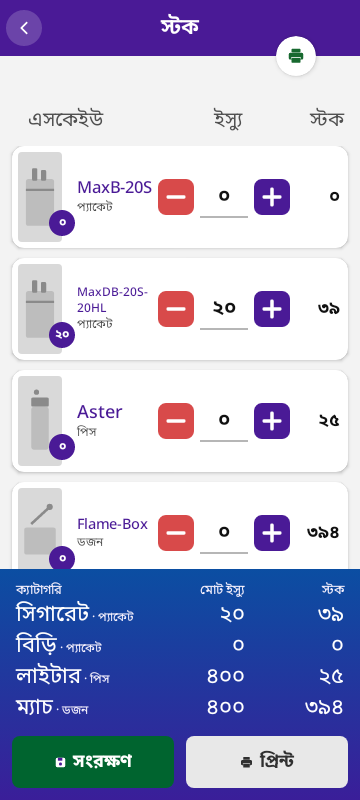 স্টক
এসকেইউ ইস্যু স্টক
MaxB-20S
প্যাকেট
০ ০ ০
MaxDB-20S-
20HL
প্যাকেট
২০ ২০ ৩৯
Aster
পিস
০ ০ ২৫
Flame-Box
ডজন
০ ০ ৩৯৪
ক্যাটাগরি মোট ইস্যু স্টক
সিগারেট · প্যাকেট ২০ ৩৯
বিড়ি · প্যাকেট ০ ০
লাইটার · পিস ৪০০ ২৫
ম্যাচ · ডজন ৪০০ ৩৯৪
সংরক্ষণ প্রিন্ট